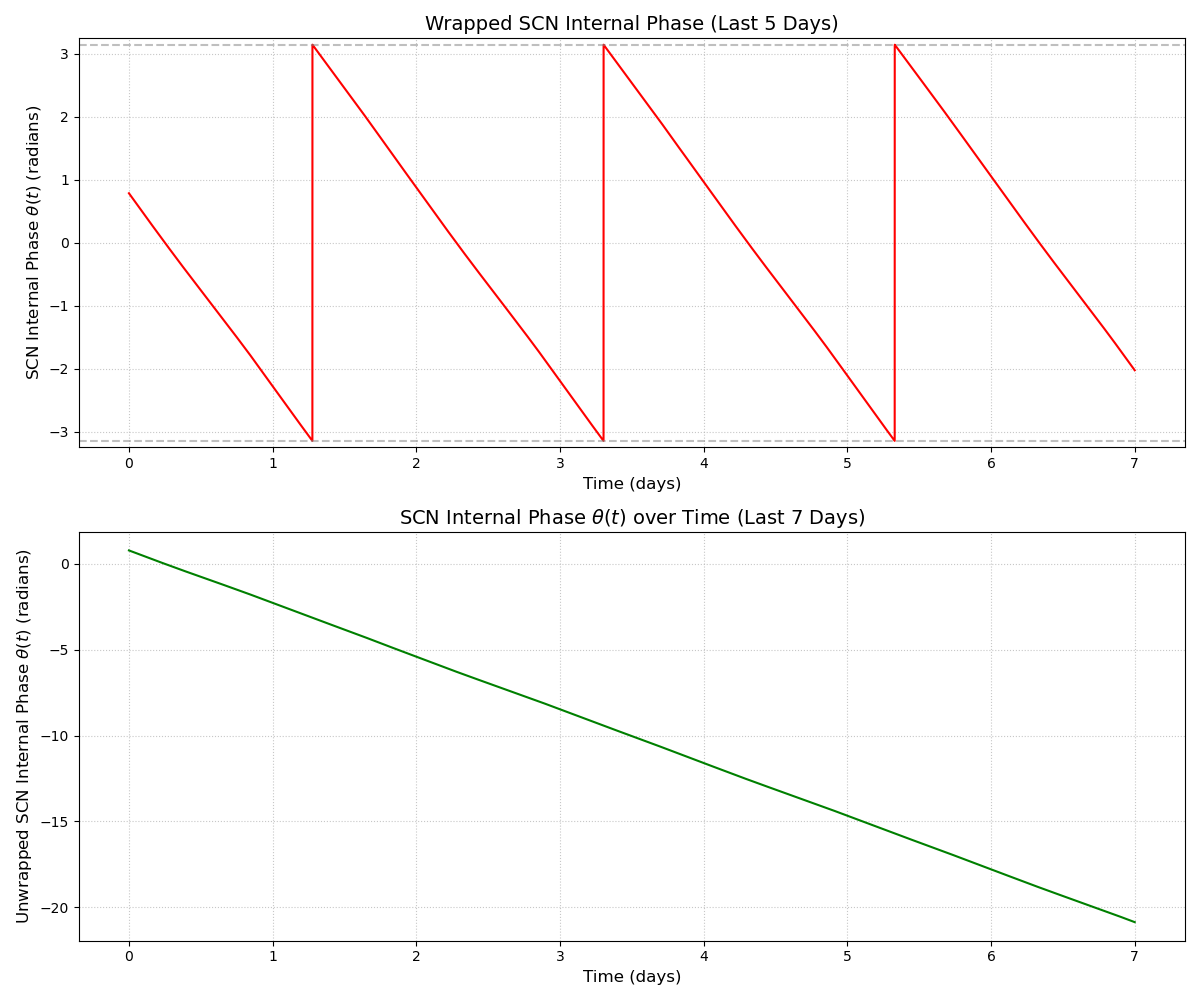 Wrapped SCN Internal Phase (Last 5 Days)
SCN Internal Phase θ(t) (radians)
3
2
1
0
−1
−2
−3
0 1 2 3 4 5 6 7
Time (days)
SCN Internal Phase θ(t) over Time (Last 7 Days)
Unwrapped SCN Internal Phase θ(t) (radians)
0
−5
−10
−15
−20
0 1 2 3 4 5 6 7
Time (days)